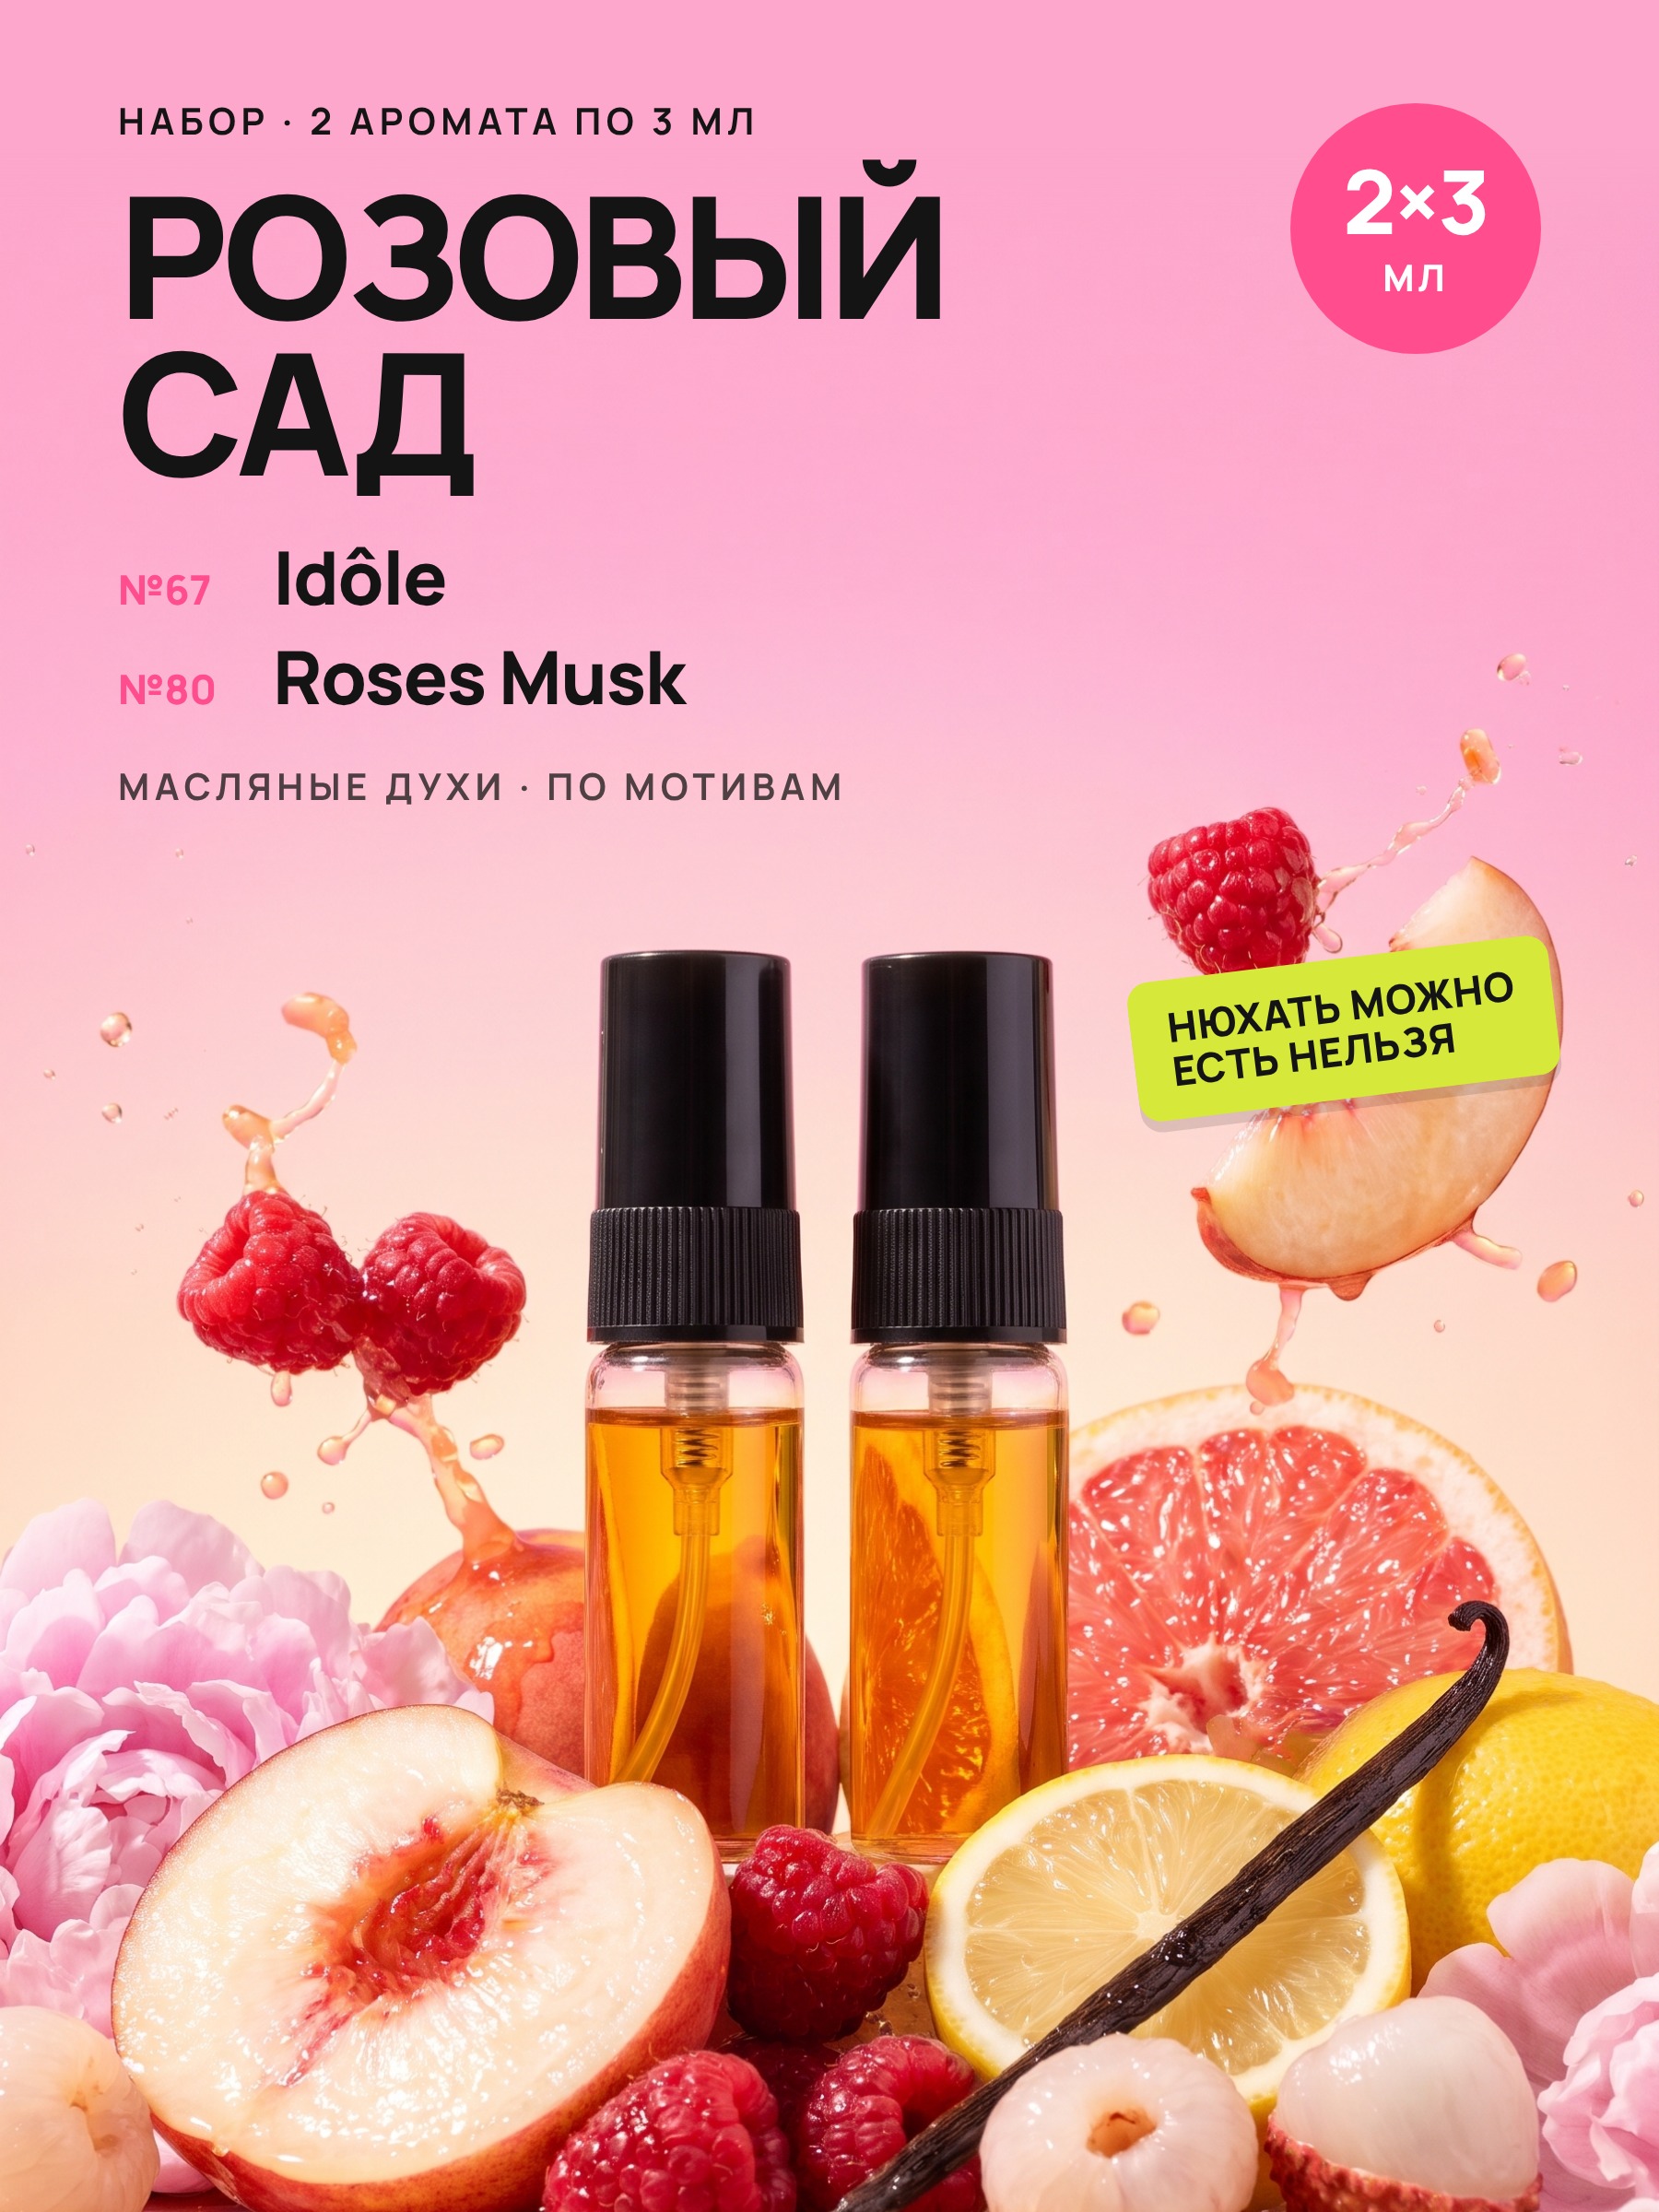 НАБОР · 2 АРОМАТА ПО 3 МЛ
РОЗОВЫЙ
САД
2×3
МЛ
№67 Idôle
№80 Roses Musk
МАСЛЯНЫЕ ДУХИ · ПО МОТИВАМ
НЮХАТЬ МОЖНО
ЕСТЬ НЕЛЬЗЯ